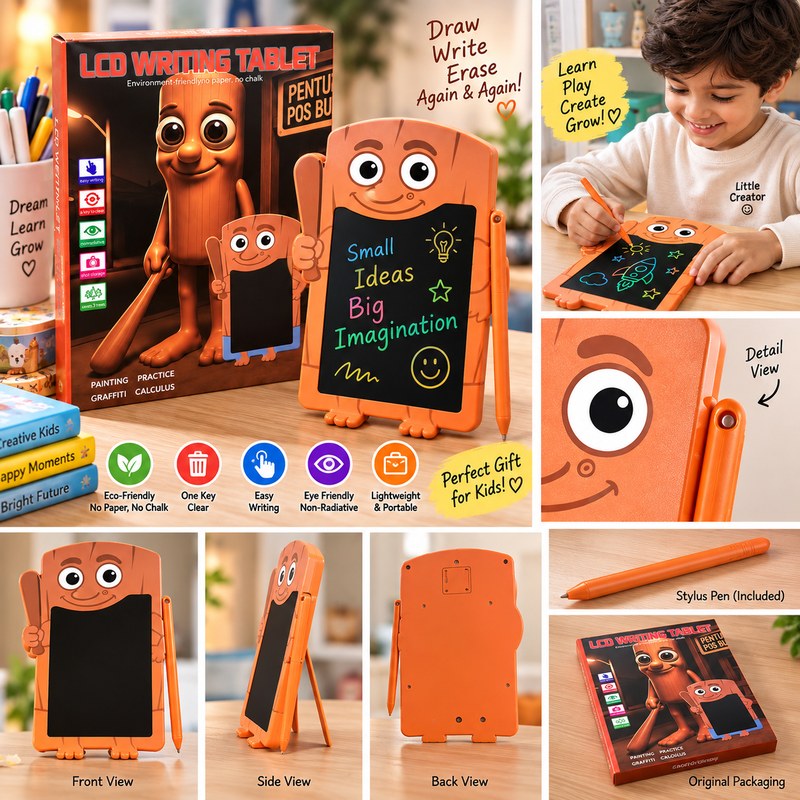 LCD WRITING TABLET
Environment-friendlyno paper, no chalk
PENTU
POS BU
easy writing
PAINTING PRACTICE
GRAFFITI CALCULUS
Draw
Write
Erase
Again & Again!
Dream
Learn
Grow
Creative Kids
Happy Moments
Bright Future
Small
Ideas
Big
Imagination
Eco-Friendly
No Paper, No Chalk
One Key
Clear
Easy
Writing
Eye Friendly
Non-Radiative
Lightweight
& Portable
Perfect Gift
for Kids!
Learn
Play
Create
Grow!
Little
Creator
Detail
View
Front View
Side View
Back View
Stylus Pen (Included)
LCD WRITING TABLET
PENTU
POS BU
PAINTING PRACTICE
GRAFFITI CALCULUS
Original Packaging